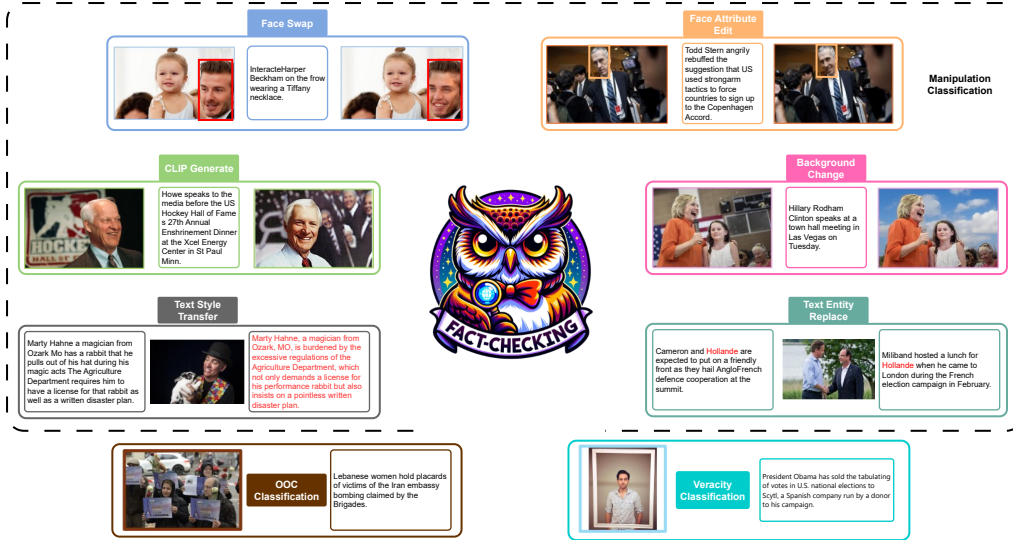 Face Swap
InteracteHarper
Beckham on the frow
wearing a Tiffany
necklace.
Face Attribute
Edit
Todd Stern angrily
rebuffed the
suggestion that US
used strongarm
tactics to force
countries to sign up
to the Copenhagen
Accord.
Manipulation
Classification
CLIP Generate
HOCKEY
HALL OF FAM
Howe speaks to the
media before the US
Hockey Hall of Fame
s 27th Annual
Enshrinement Dinner
at the Xcel Energy
Center in St Paul
Minn.
Background
Change
Hillary Rodham
Clinton speaks at a
town hall meeting in
Las Vegas on
Tuesday.
FACT-CHECKING
Text Style
Transfer
Marty Hahne a magician from
Ozark Mo has a rabbit that he
pulls out of his hat during his
magic acts The Agriculture
Department requires him to
have a license for that rabbit as
well as a written disaster plan.
Marty Hahne, a magician from
Ozark, MO, is burdened by the
excessive regulations of the
Agriculture Department, which
not only demands a license for
his performance rabbit but also
insists on a pointless written
disaster plan.
Text Entity
Replace
Cameron and Hollande are
expected to put on a friendly
front as they hail AngloFrench
defence cooperation at the
summit.
Miliband hosted a lunch for
Hollande when he came to
London during the French
election campaign in February.
OOC
Classification
Lebanese women hold placards
of victims of the Iran embassy
bombing claimed by the
Brigades.
Veracity
Classification
President Obama has sold the tabulating
of votes in U.S. national elections to
Scytl, a Spanish company run by a donor
to his campaign.